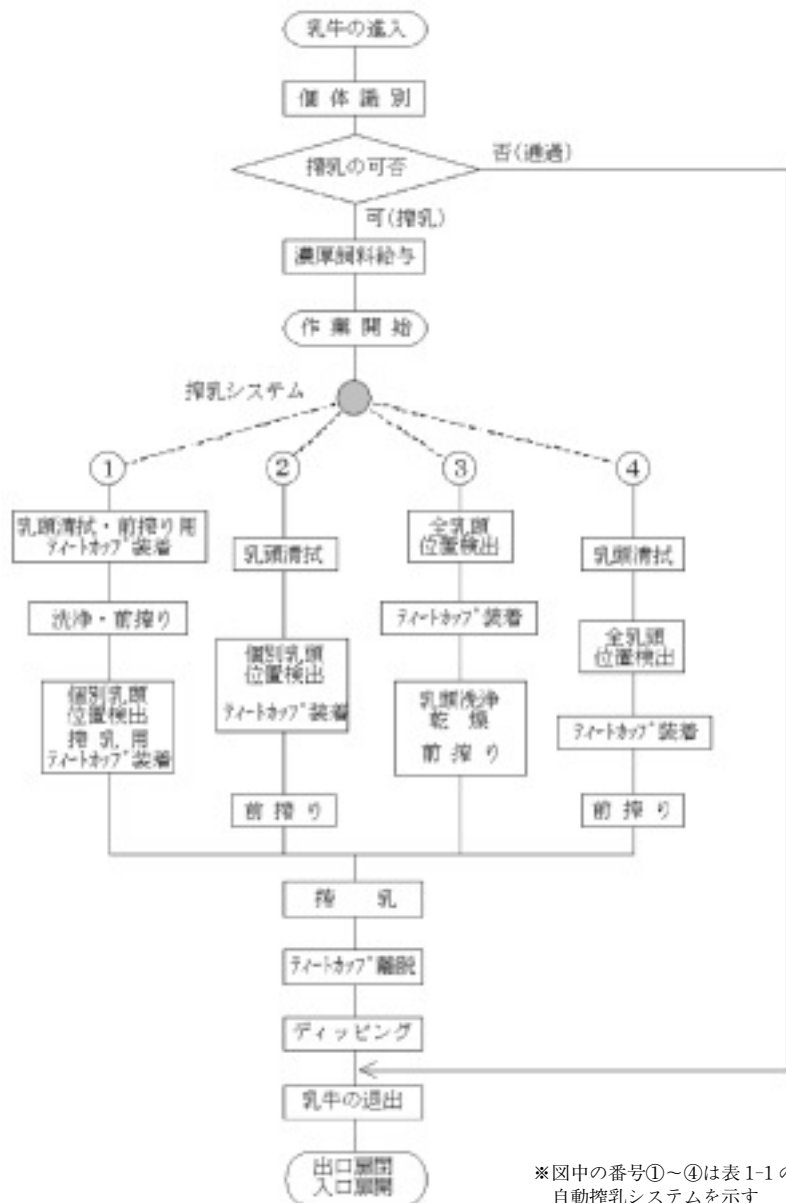 乳牛の進入
個体識別
搾乳の可否
否(通過)
可(搾乳)
濃厚飼料給与
作業開始
搾乳システム
①
②
③
④
乳頭清拭・前搾り用
ティートカップ装着
洗浄・前搾り
個別乳頭
位置検出
搾乳用
ティートカップ装着
乳頭清拭
個別乳頭
位置検出
ティートカップ装着
前搾り
全乳頭
位置検出
ティートカップ装着
乳頭洗浄
乾燥
前搾り
乳頭清拭
全乳頭
位置検出
ティートカップ装着
前搾り
搾乳
ティートカップ離脱
ディッピング
乳牛の退出
出口扉閉
入口扉開
※図中の番号①~④は表1-1の
自動搾乳システムを示す